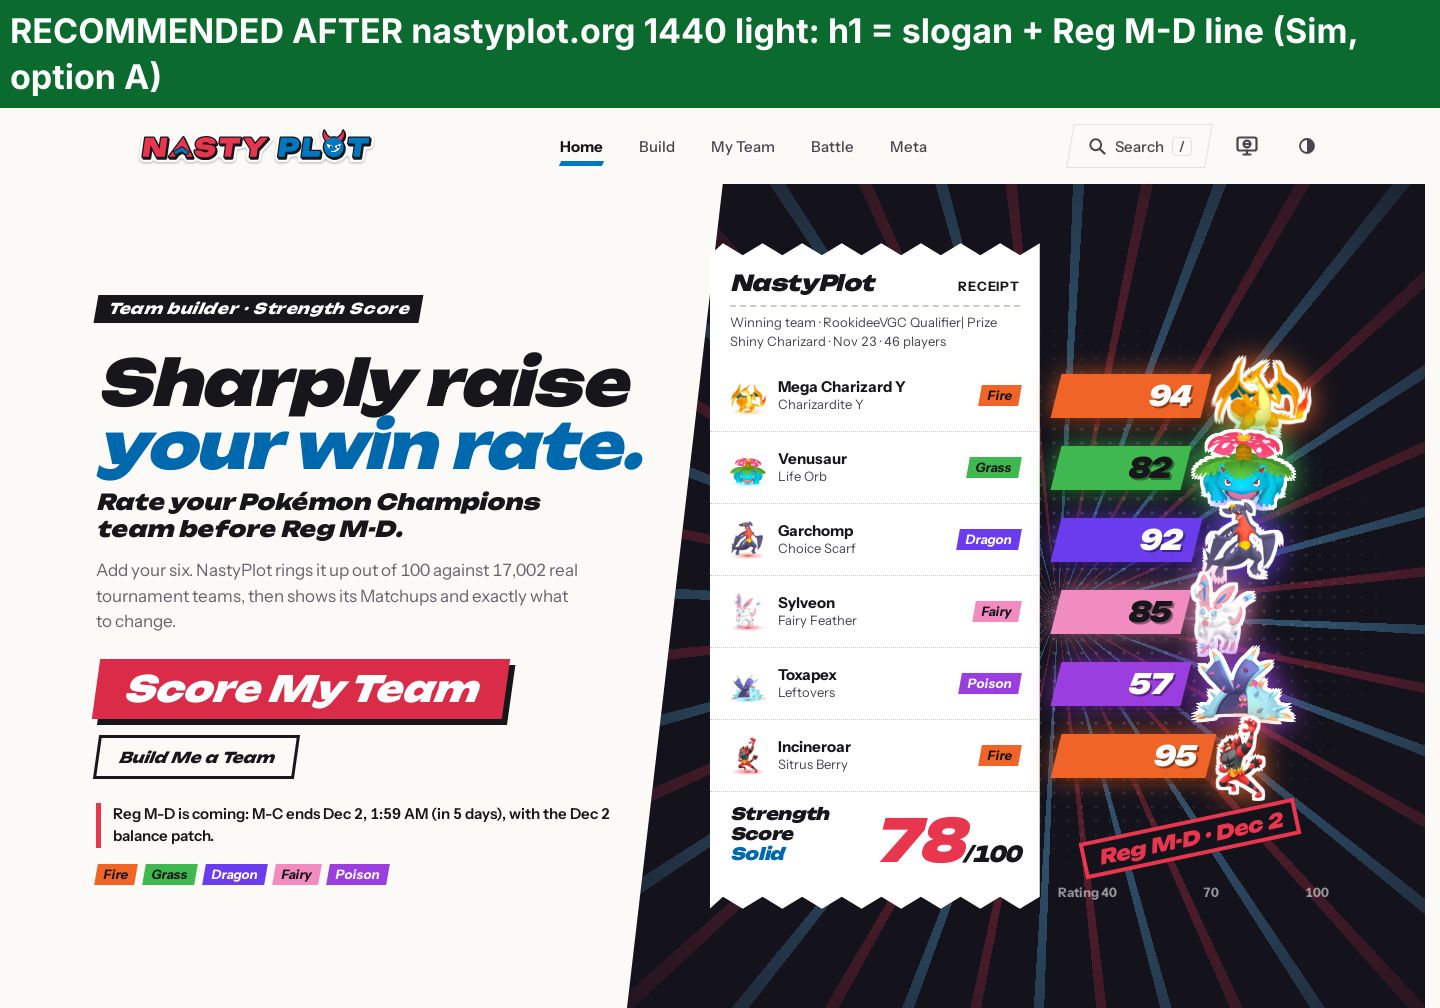 RECOMMENDED AFTER nastyplot.org 1440 light: h1 = slogan + Reg M-D line (Sim,
option A)
NASTY PLOT
Home
Build
My Team
Battle
Meta
Search /
Team builder · Strength Score
Sharply raise
your win rate.
Rate your Pokémon Champions
team before Reg M-D.
Add your six. NastyPlot rings it up out of 100 against 17,002 real
tournament teams, then shows its Matchups and exactly what
to change.
Score My Team
Build Me a Team
Reg M-D is coming: M-C ends Dec 2, 1:59 AM (in 5 days), with the Dec 2
balance patch.
Fire Grass Dragon Fairy Poison
NastyPlot RECEIPT
Winning team · RookideeVGC Qualifier| Prize
Shiny Charizard · Nov 23 · 46 players
Mega Charizard Y
Charizardite Y
Fire
94
Venusaur
Life Orb
Grass
82
Garchomp
Choice Scarf
Dragon
92
Sylveon
Fairy Feather
Fairy
85
Toxapex
Leftovers
Poison
57
Incineroar
Sitrus Berry
Fire
95
Strength
Score
Solid
78/100
Reg M-D · Dec 2
Rating 40 70 100